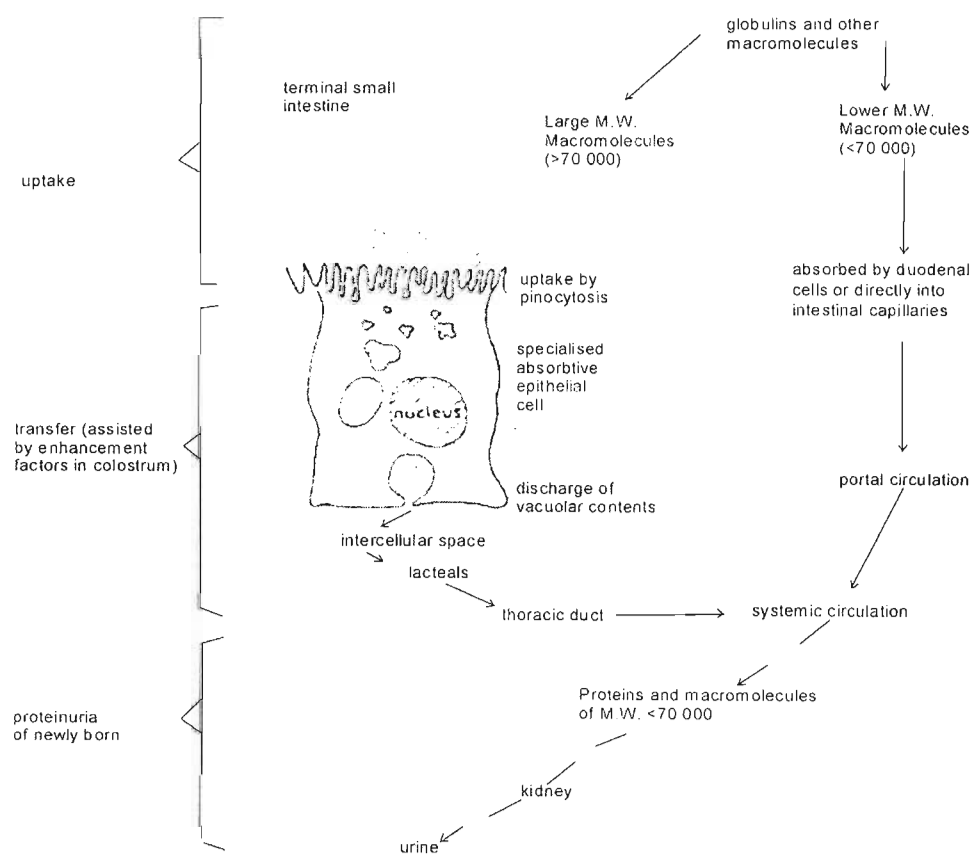 globulins and other
macromolecules
terminal small
intestine
Large M.W.
Macromolecules
(>70 000)
Lower M.W.
Macromolecules
(<70 000)
uptake
uptake by
pinocytosis
absorbed by duodenal
cells or directly into
intestinal capillaries
specialised
absorbtive
epithelial
cell
nucleus
transfer (assisted
by enhancement
factors in colostrum)
discharge of
vacuolar contents
portal circulation
intercellular space
lacteals
thoracic duct
systemic circulation
Proteins and macromolecules
of M.W. <70 000
proteinuria
of newly born
kidney
urine